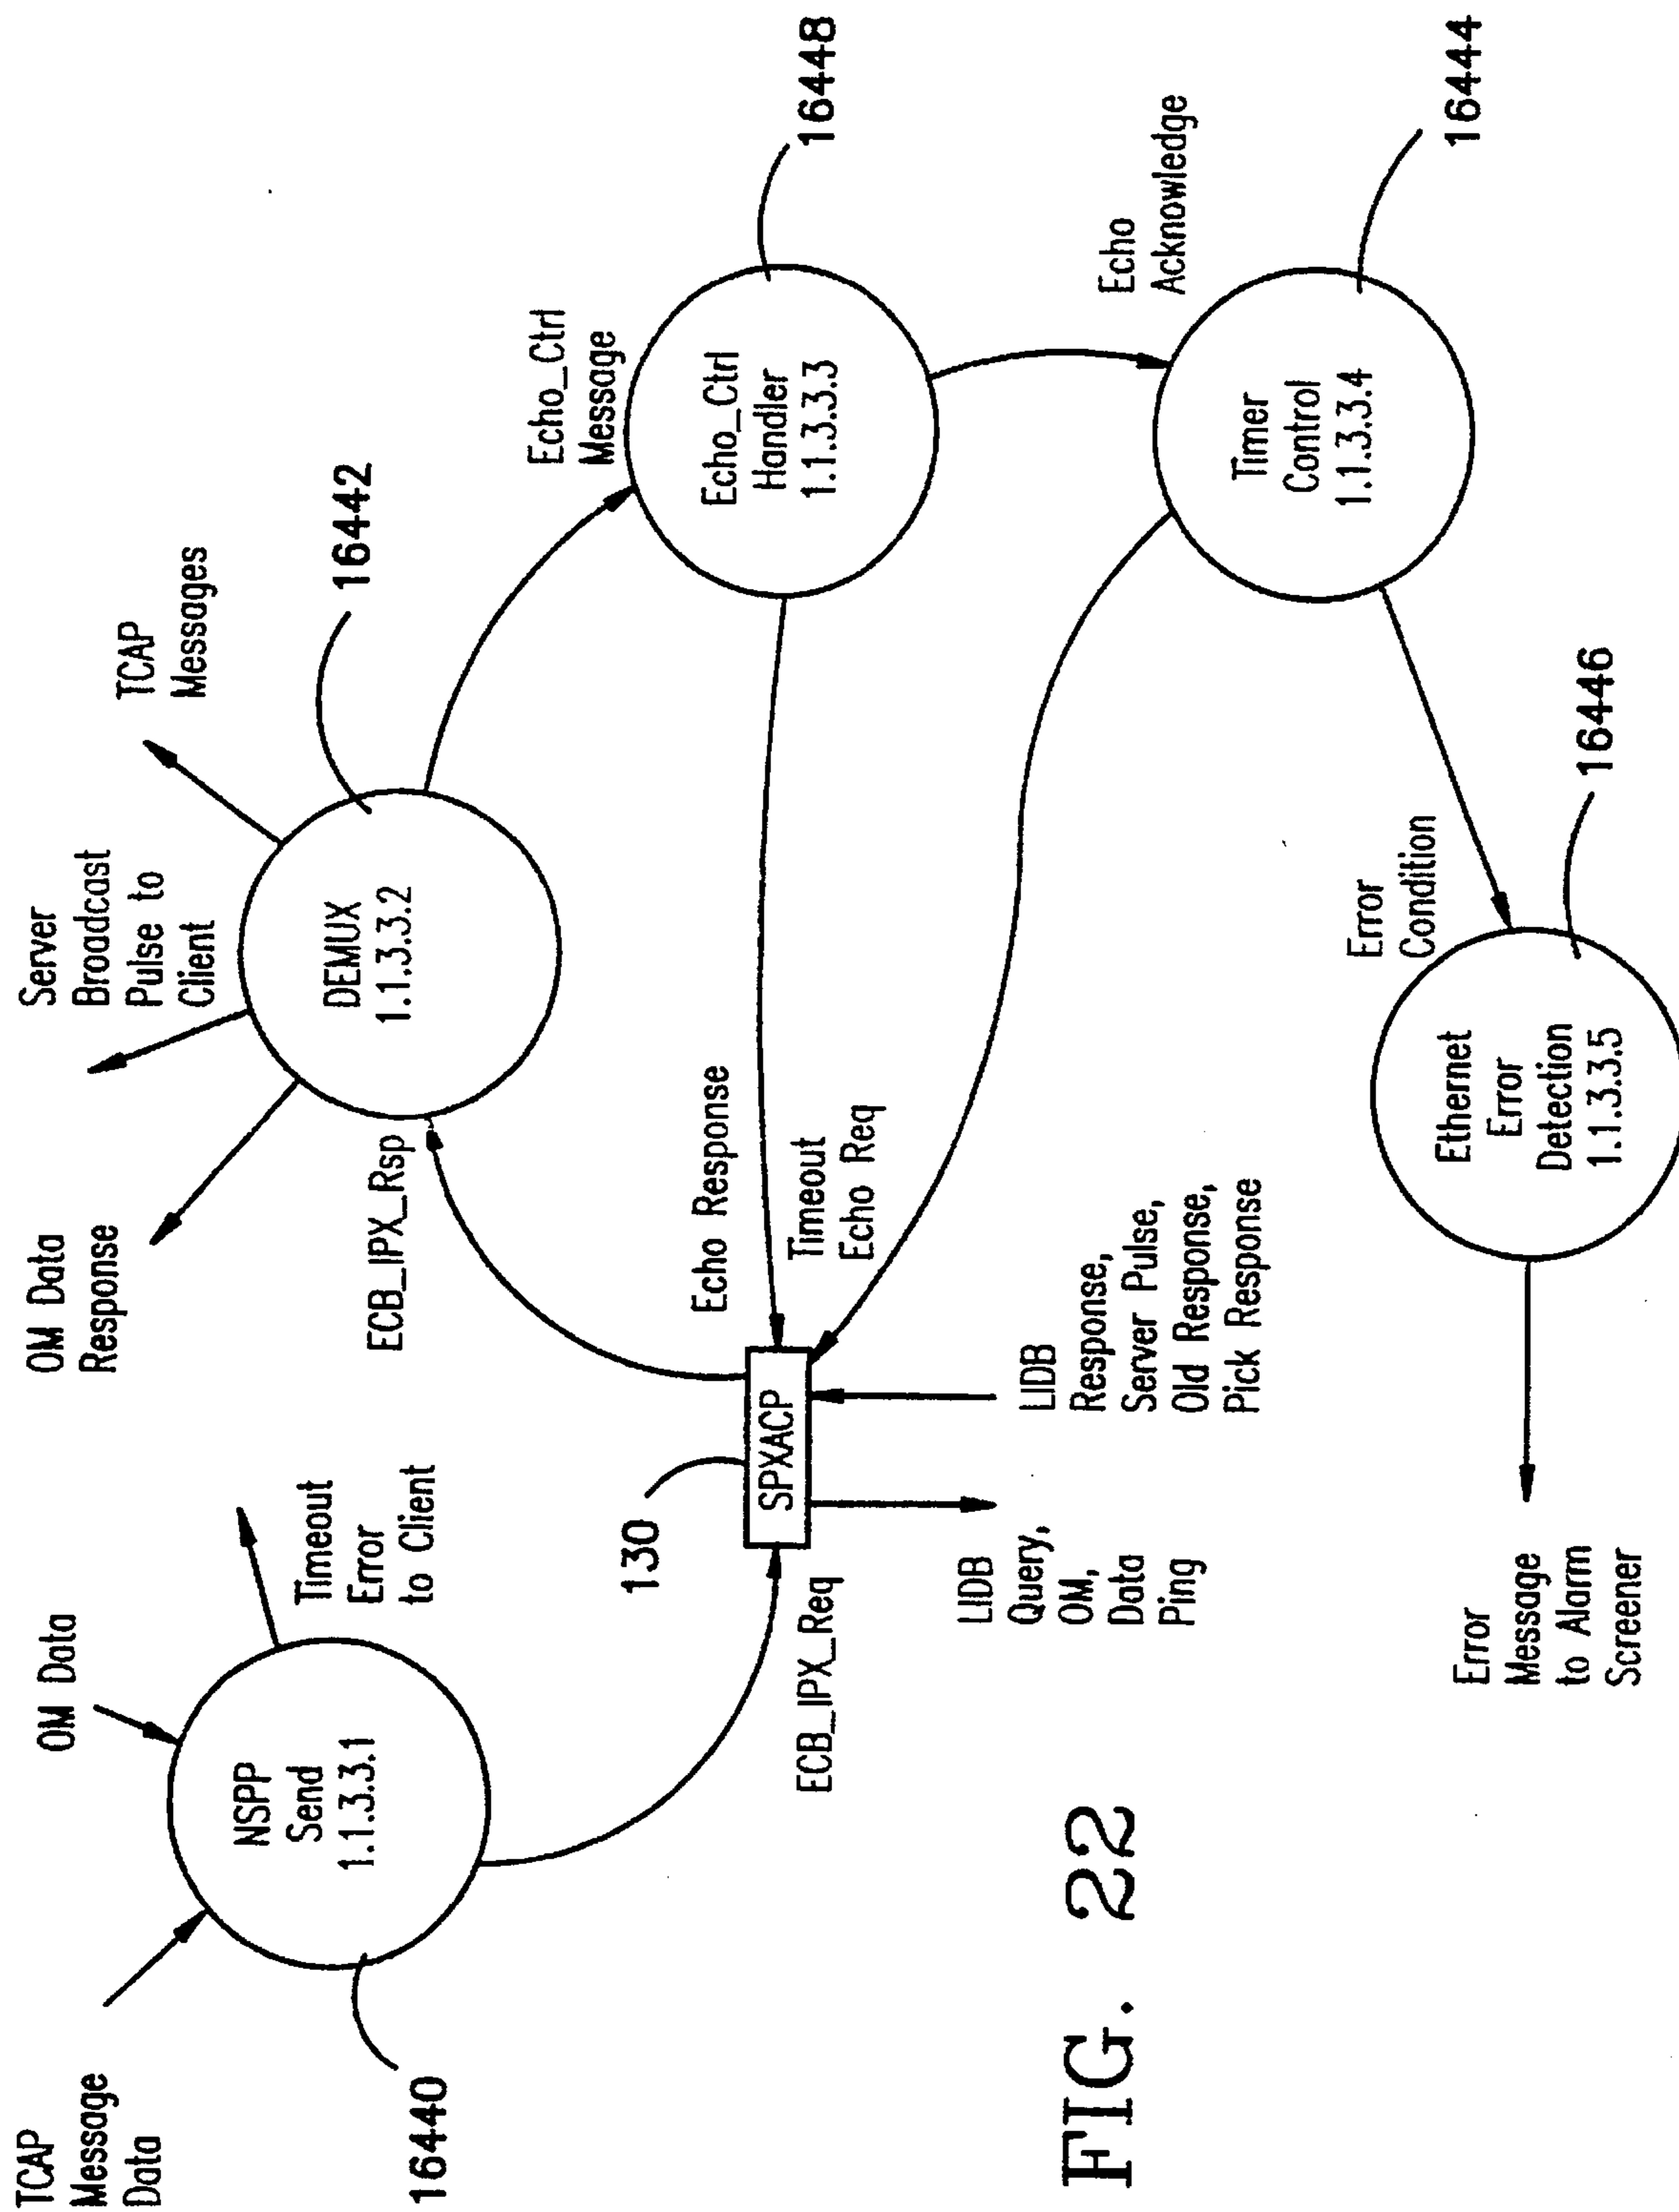 TCAP
Message
Data
OM Data
NSPP
Send
1.1.3.3.1
16440
Timeout
Error
to Client
ECB_IPX_Req
130
SPXACP
LIDB
Query,
OM,
Data
Ping
LIDB
Response,
Server Pulse,
Old Response,
Pick Response
ECB_IPX_Rsp
OM Data
Response
Server
Broadcast
Pulse to
Client
TCAP
Messages
DEMUX
1.1.3.3.2
16442
Echo_Ctrl
Message
Echo_Ctrl
Handler
1.1.3.3.3
16448
Echo Response
Timeout
Echo Req
Echo
Acknowledge
Timer
Control
1.1.3.3.4
16444
Error
Condition
Ethernet
Error
Detection
1.1.3.3.5
16446
Error
Message
to Alarm
Screener
FIG. 22